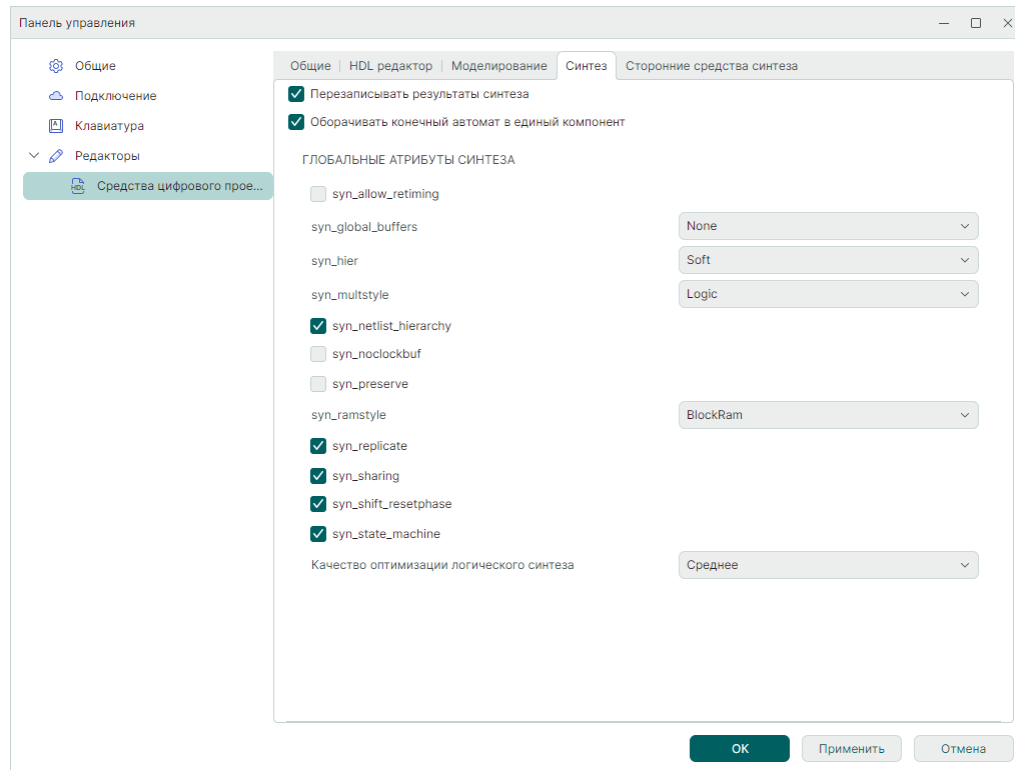 Панель управления
Общие
Подключение
Клавиатура
Редакторы
HDL Средства цифрового прое...
Общие HDL редактор Моделирование Синтез Сторонние средства синтеза
Перезаписывать результаты синтеза
Оборачивать конечный автомат в единый компонент
ГЛОБАЛЬНЫЕ АТРИБУТЫ СИНТЕЗА
syn_allow_retiming
syn_global_buffers None
syn_hier Soft
syn_multstyle Logic
syn_netlist_hierarchy
syn_noclockbuf
syn_preserve
syn_ramstyle BlockRam
syn_replicate
syn_sharing
syn_shift_resetphase
syn_state_machine
Качество оптимизации логического синтеза Среднее
ОК Применить Отмена